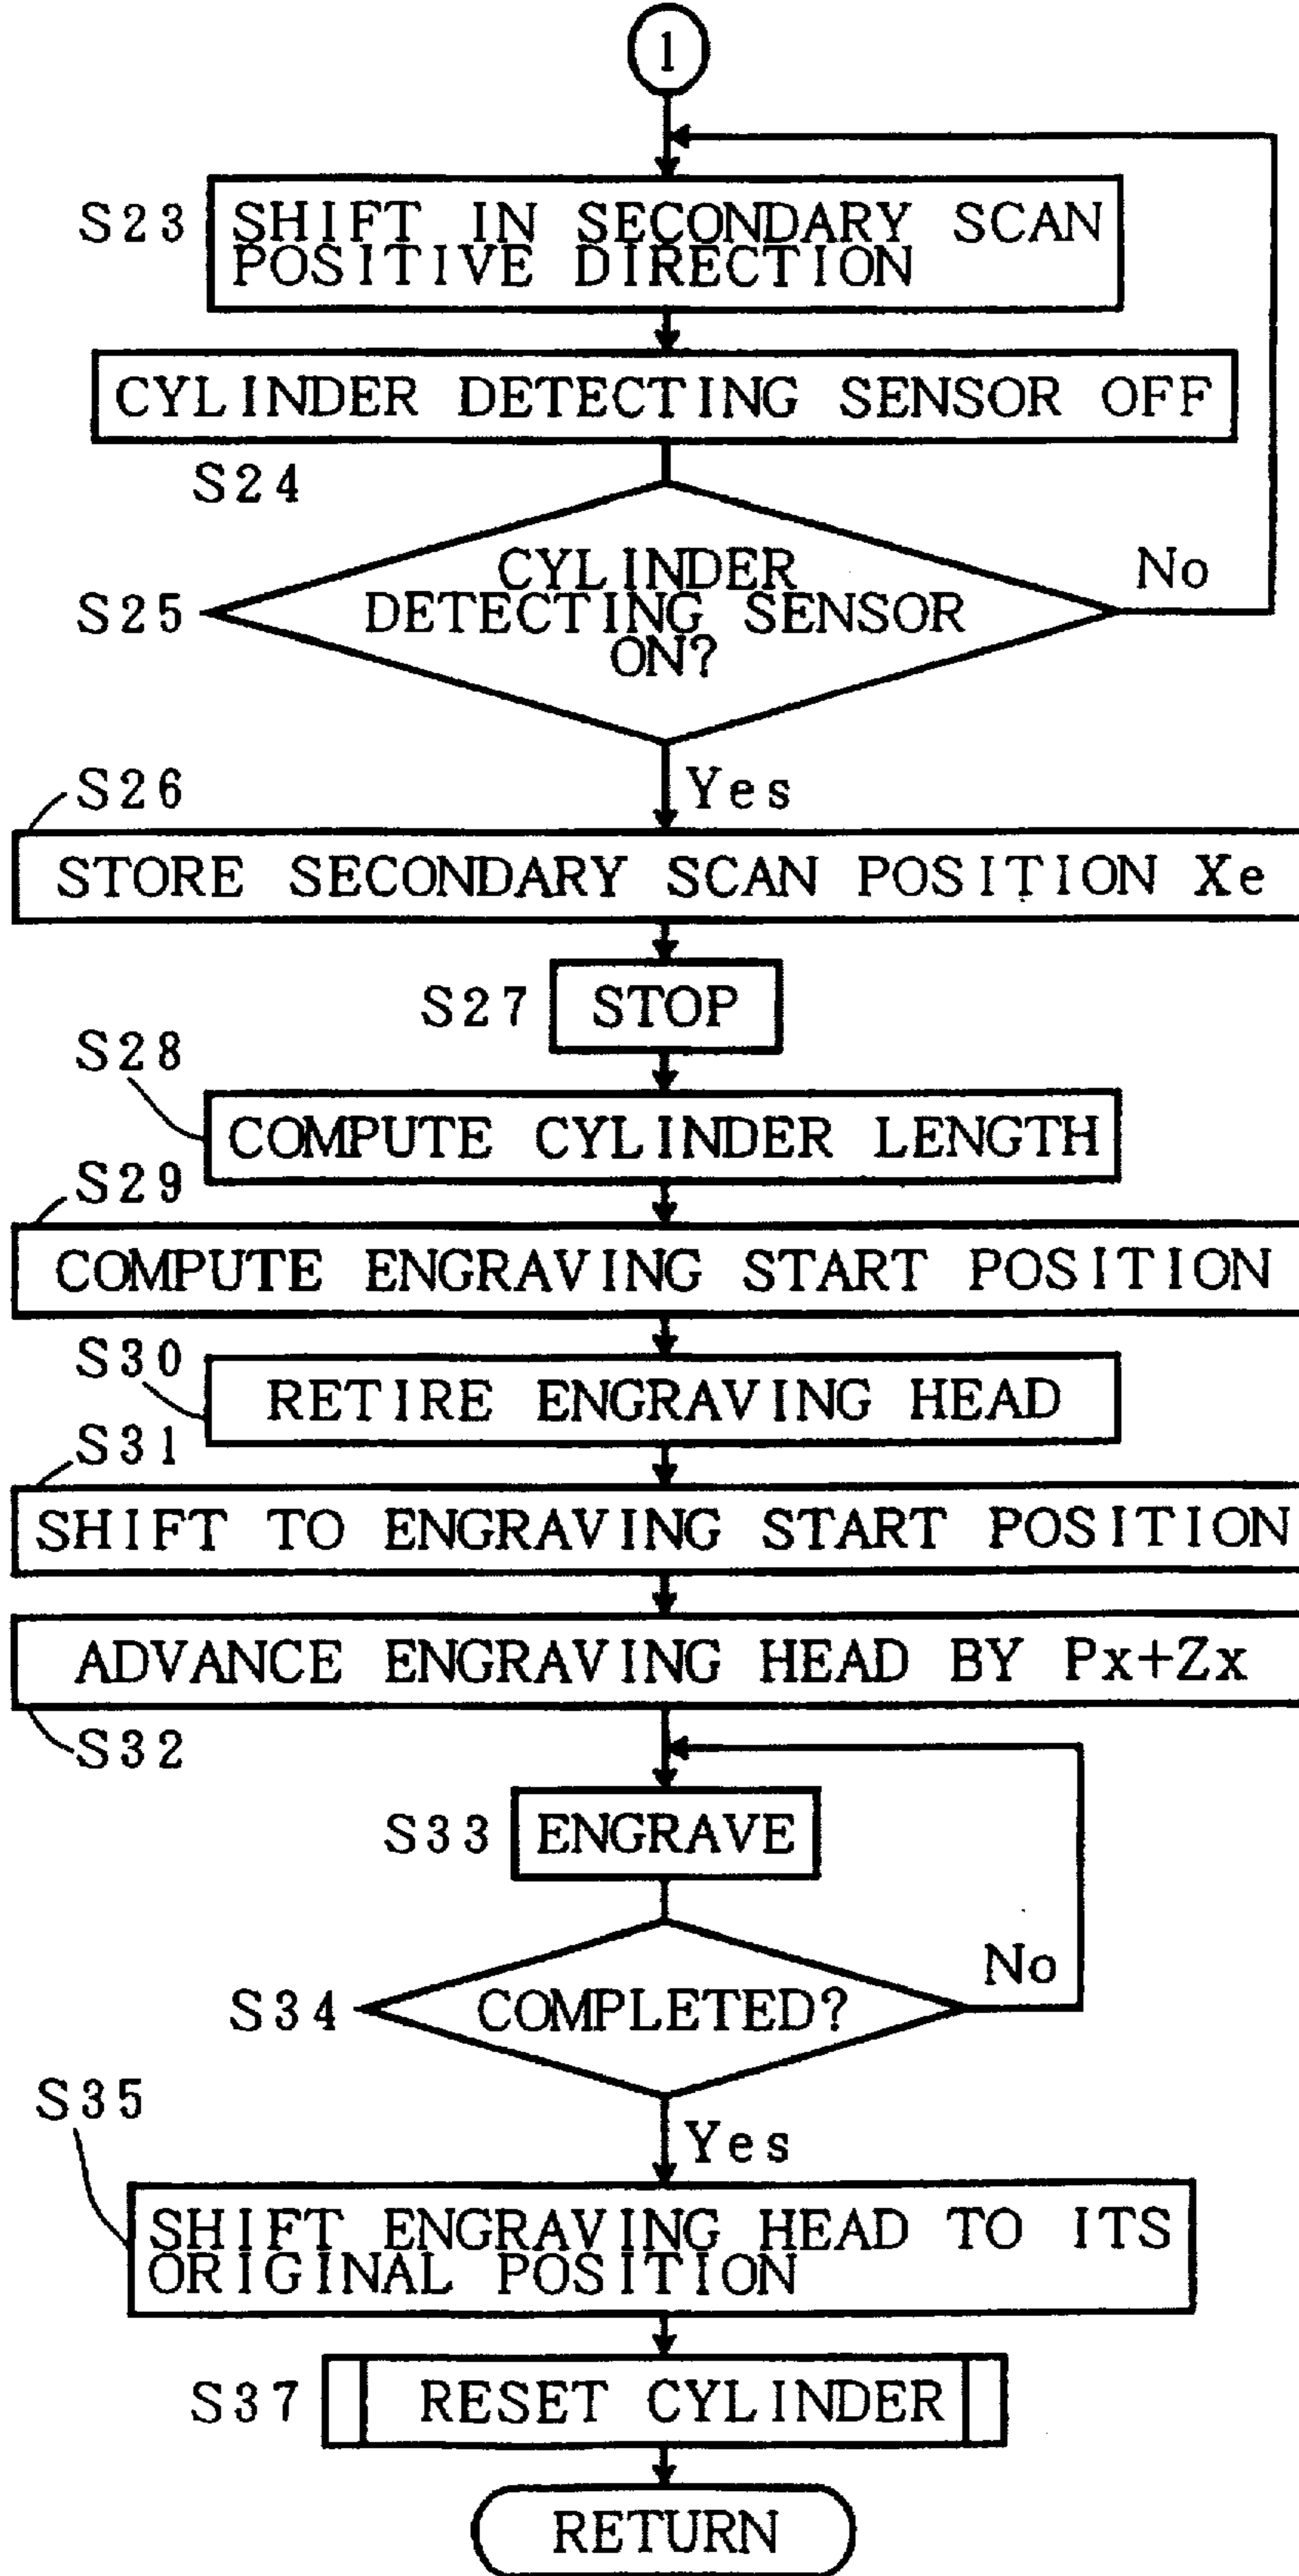 1
S23
SHIFT IN SECONDARY SCAN
POSITIVE DIRECTION
CYLINDER DETECTING SENSOR OFF
S24
S25
CYLINDER
DETECTING SENSOR
ON?
No
Yes
S26
STORE SECONDARY SCAN POSITION Xe
S27
STOP
S28
COMPUTE CYLINDER LENGTH
S29
COMPUTE ENGRAVING START POSITION
S30
RETIRE ENGRAVING HEAD
S31
SHIFT TO ENGRAVING START POSITION
ADVANCE ENGRAVING HEAD BY Px+Zx
S32
S33
ENGRAVE
S34
COMPLETED?
No
Yes
S35
SHIFT ENGRAVING HEAD TO ITS
ORIGINAL POSITION
S37
RESET CYLINDER
RETURN